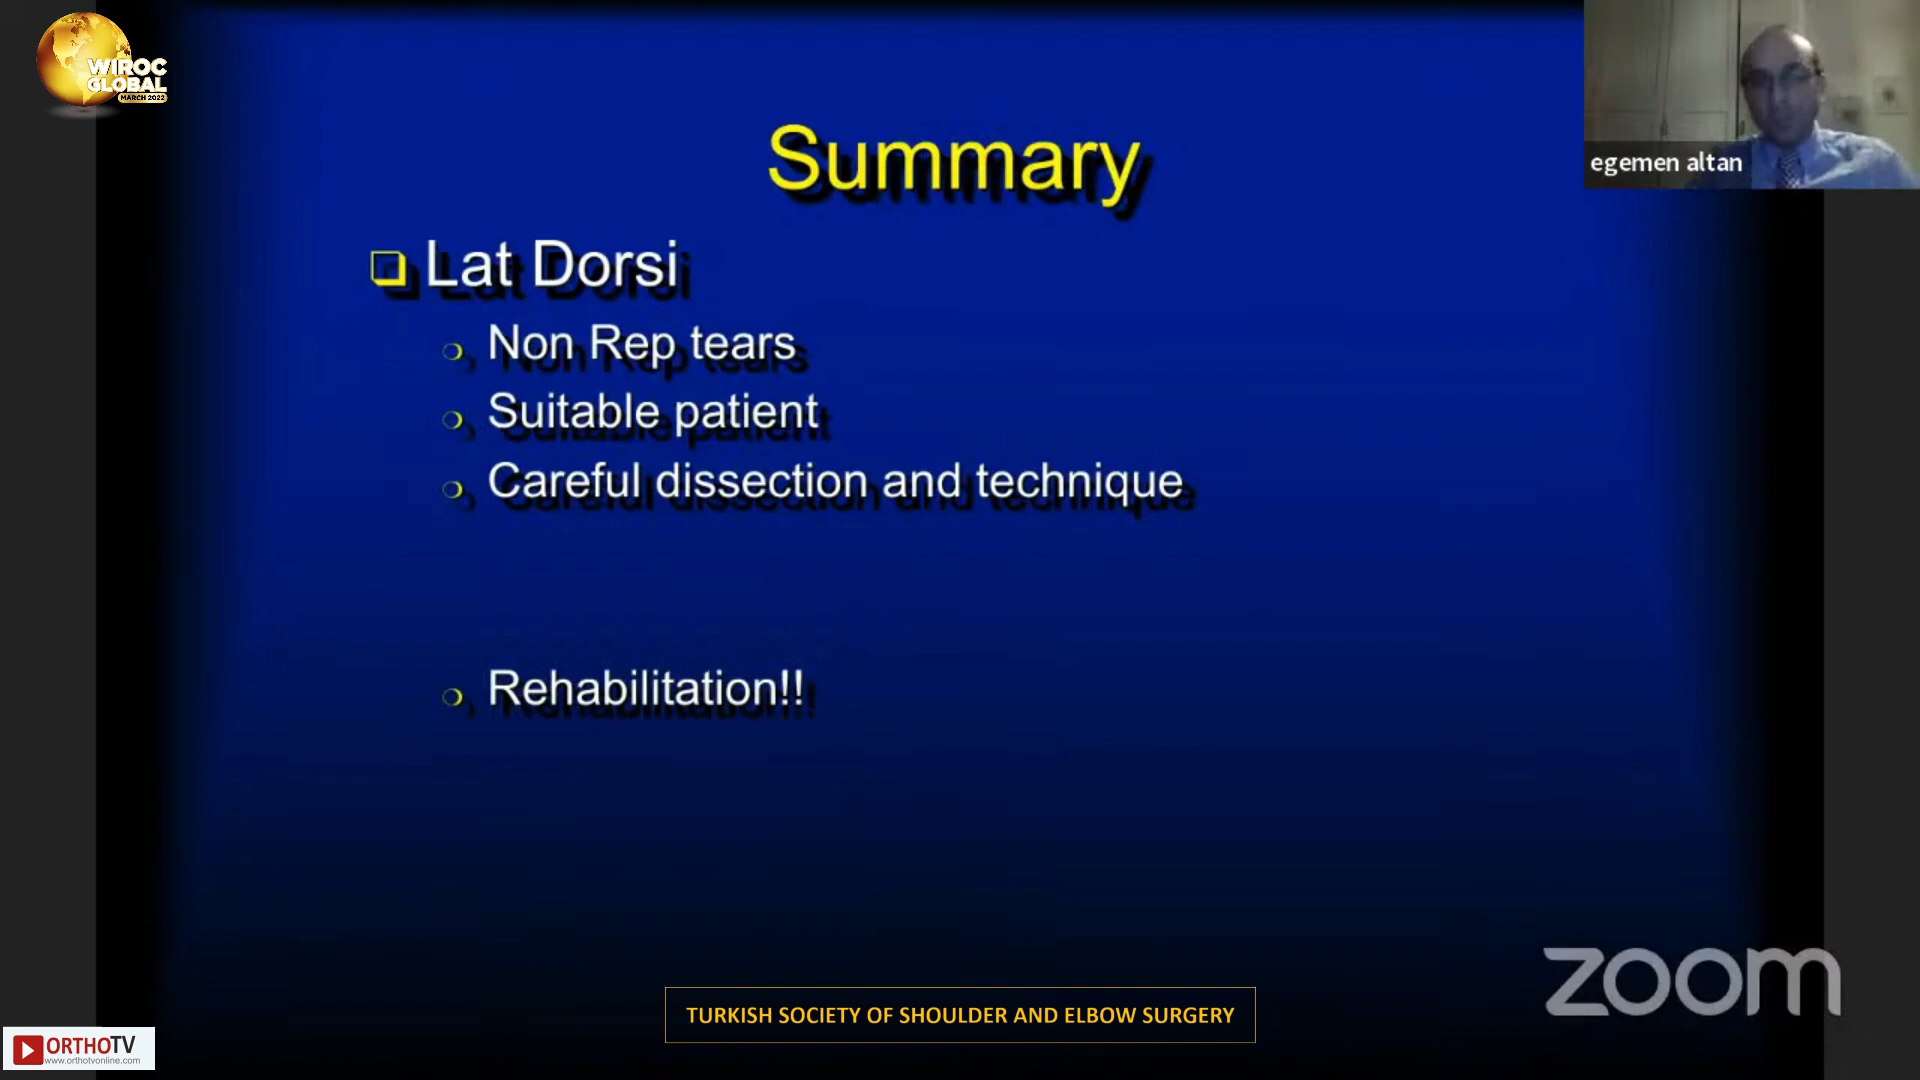 WIROC
GLOBAL
MARCH 2022
egemen altan
Summary
Lat Dorsi
Non Rep tears
Suitable patient
Careful dissection and technique
Rehabilitation!!
zoom
TURKISH SOCIETY OF SHOULDER AND ELBOW SURGERY
ORTHOTV
www.orthotvonline.com